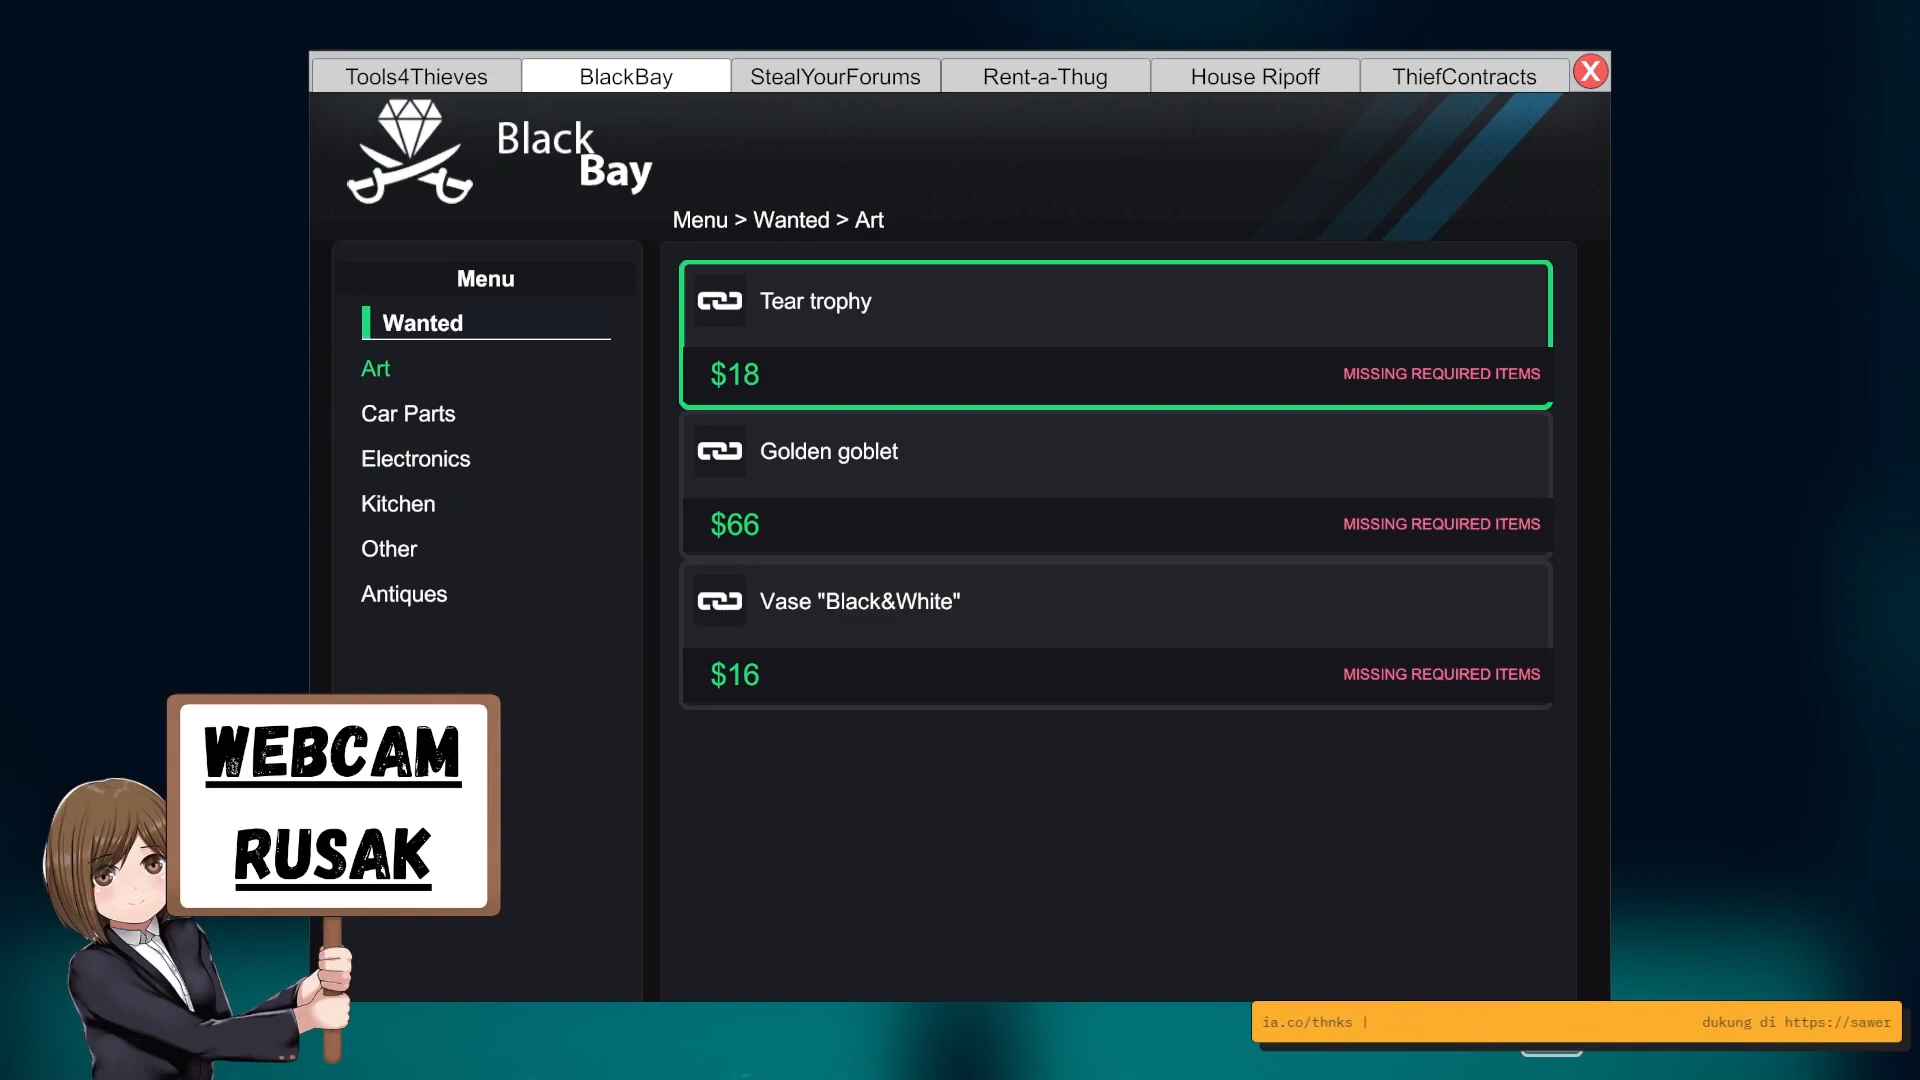 Tools4Thieves
BlackBay
StealYourForums
Rent-a-Thug
House Ripoff
ThiefContracts
X
Black
Bay
Menu > Wanted > Art
Menu
Wanted
Art
Car Parts
Electronics
Kitchen
Other
Antiques
Tear trophy
$18
MISSING REQUIRED ITEMS
Golden goblet
$66
MISSING REQUIRED ITEMS
Vase "Black&White"
$16
MISSING REQUIRED ITEMS
WEBCAM
RUSAK
ia.co/thnks |
dukung di https://sawer